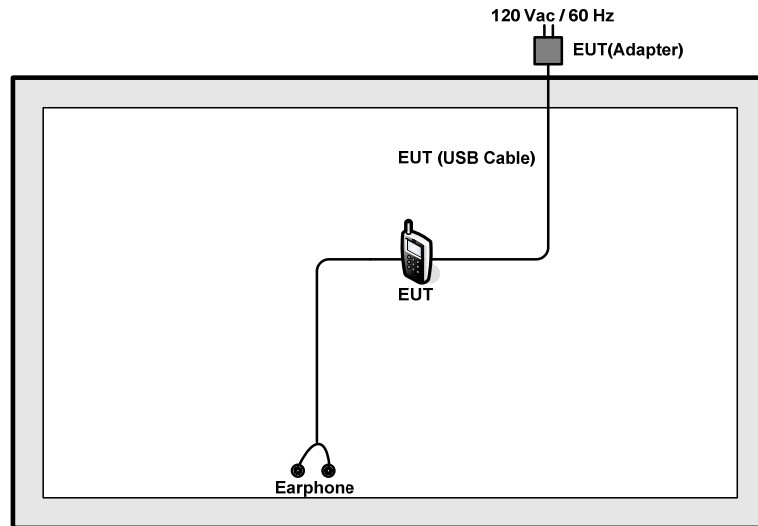 120 Vac / 60 Hz
EUT(Adapter)
EUT (USB Cable)
EUT
Earphone